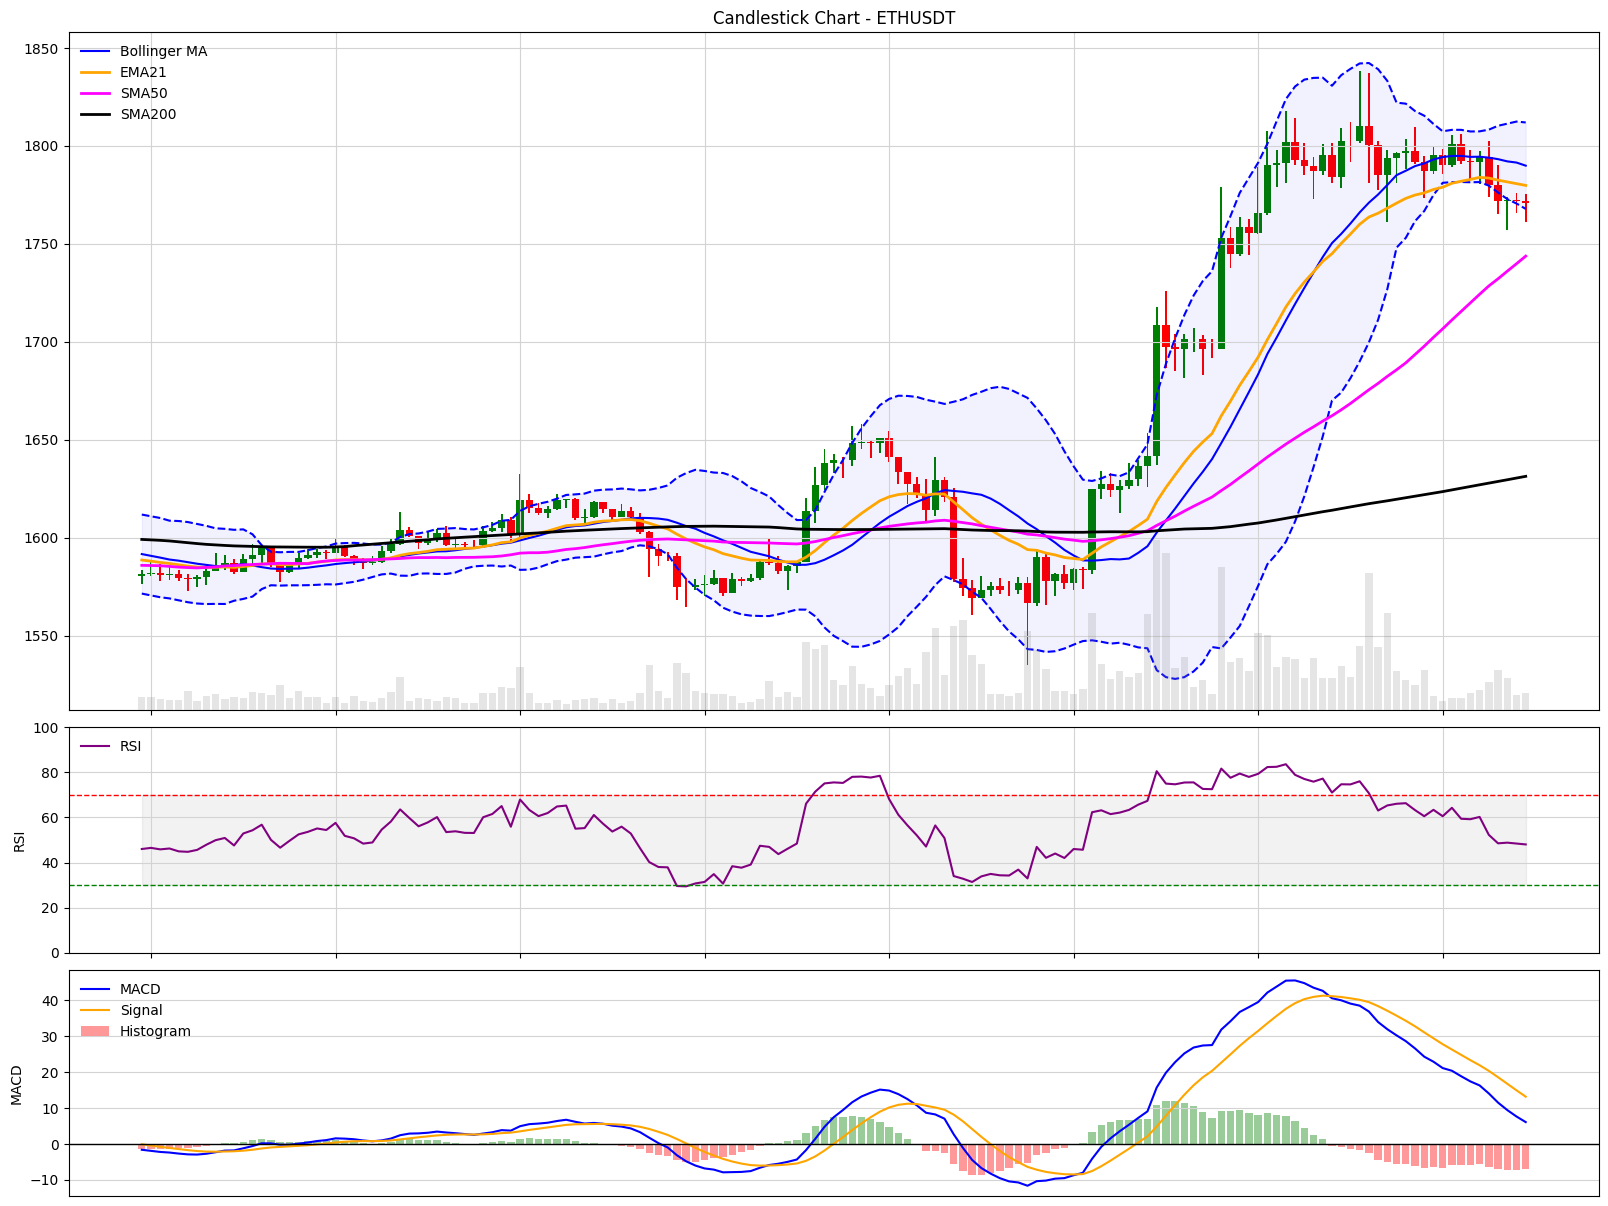 Candlestick Chart - ETHUSDT
1850
1800
1750
1700
1650
1600
1550
Bollinger MA
EMA21
SMA50
SMA200
100
80
60
40
20
0
RSI
RSI
40
30
20
10
0
−10
MACD
MACD
Signal
Histogram